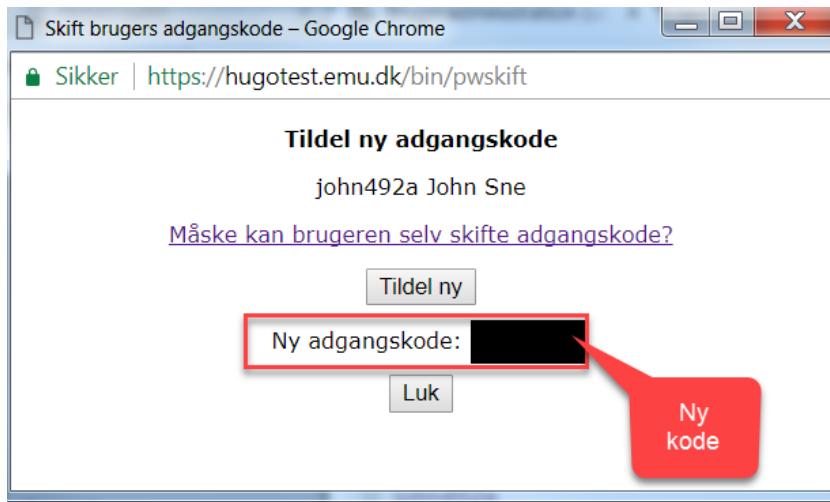 Skift brugers adgangskode – Google Chrome
Sikker | https://hugotest.emu.dk/bin/pwskift
Tildel ny adgangskode
john492a John Sne
Måske kan brugeren selv skifte adgangskode?
Tildel ny
Ny adgangskode:
Luk
Ny
kode